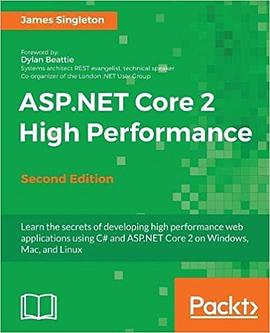 James Singleton
Foreword by:
Dylan Beattie
Systems architect REST evangelist, technical speaker
Co-organizer of the London .NET User Group
ASP.NET Core 2
High Performance
Second Edition
Learn the secrets of developing high performance web
applications using C# and ASP.NET Core 2 on Windows,
Mac, and Linux
Packt>